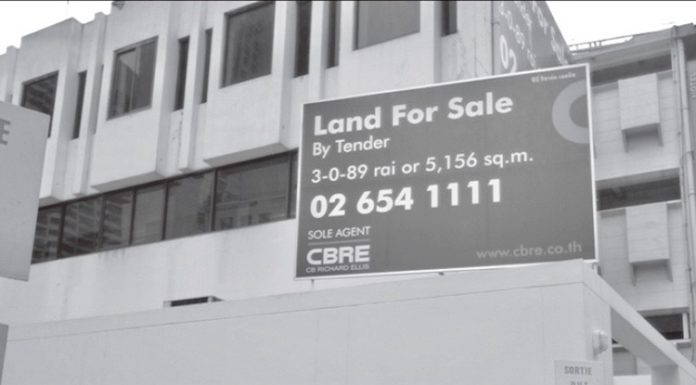 Land For Sale
By Tender
3-0-89 rai or 5,156 sq.m.
02 654 1111
SOLE AGENT
CBRE
CB RICHARD ELLIS
www.cbre.co.th
SORTIE